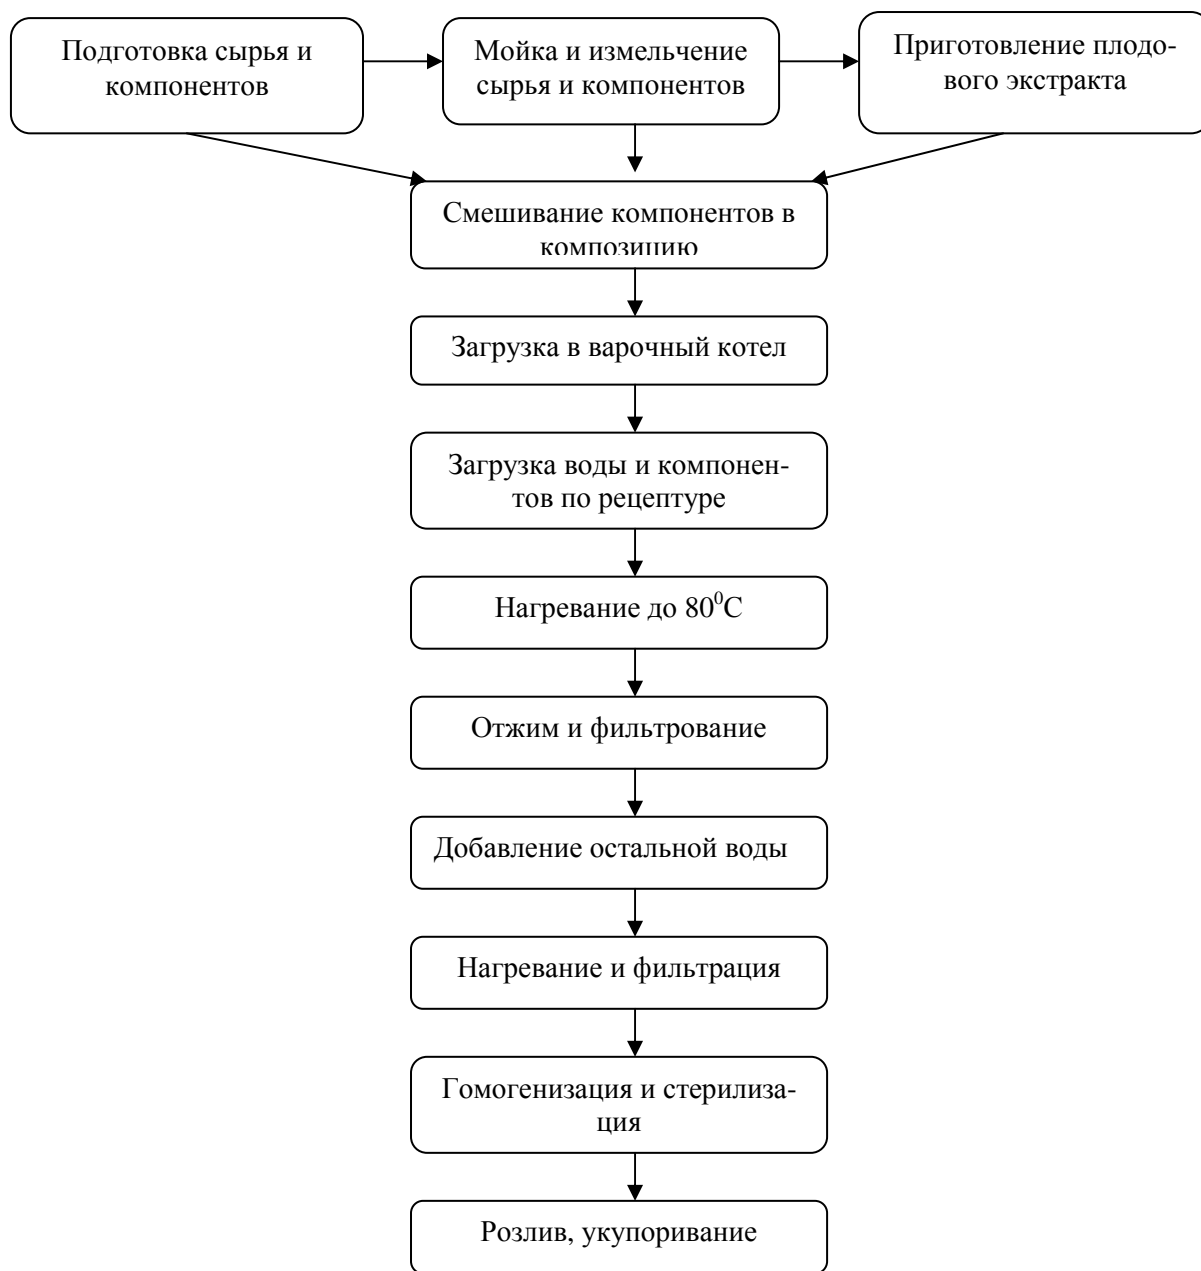 Подготовка сырья и
компонентов
Мойка и измельчение
сырья и компонентов
Приготовление плодо-
вого экстракта
Смешивание компонентов в
композицию
Загрузка в варочный котел
Загрузка воды и компонен-
тов по рецептуре
Нагревание до 80⁰С
Отжим и фильтрование
Добавление остальной воды
Нагревание и фильтрация
Гомогенизация и стерилиза-
ция
Розлив, укупоривание